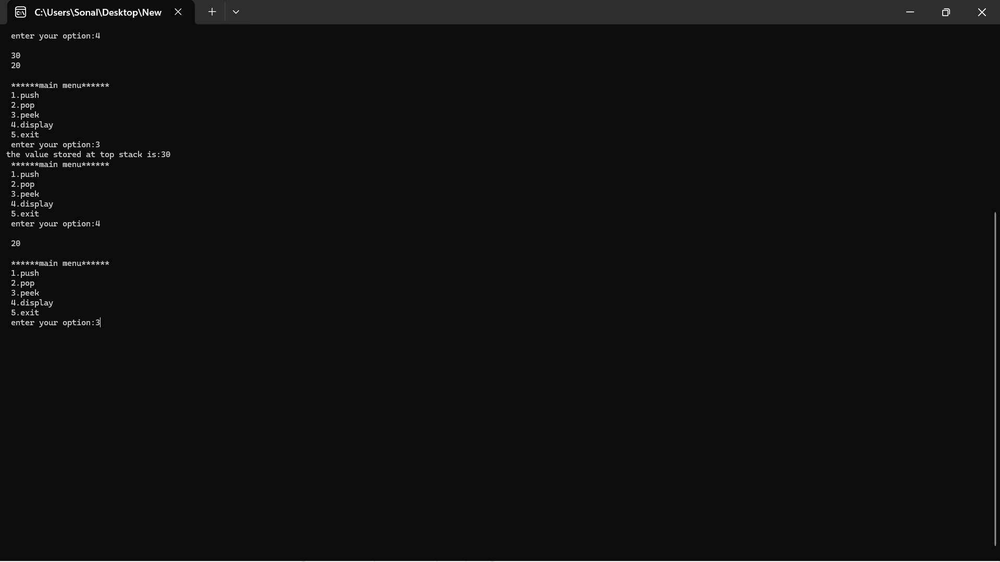 C:\Users\Sonal\Desktop\New
enter your option:4
30
20
******main menu******
1.push
2.pop
3.peek
4.display
5.exit
enter your option:3
the value stored at top stack is:30
******main menu******
1.push
2.pop
3.peek
4.display
5.exit
enter your option:4
20
******main menu******
1.push
2.pop
3.peek
4.display
5.exit
enter your option:3